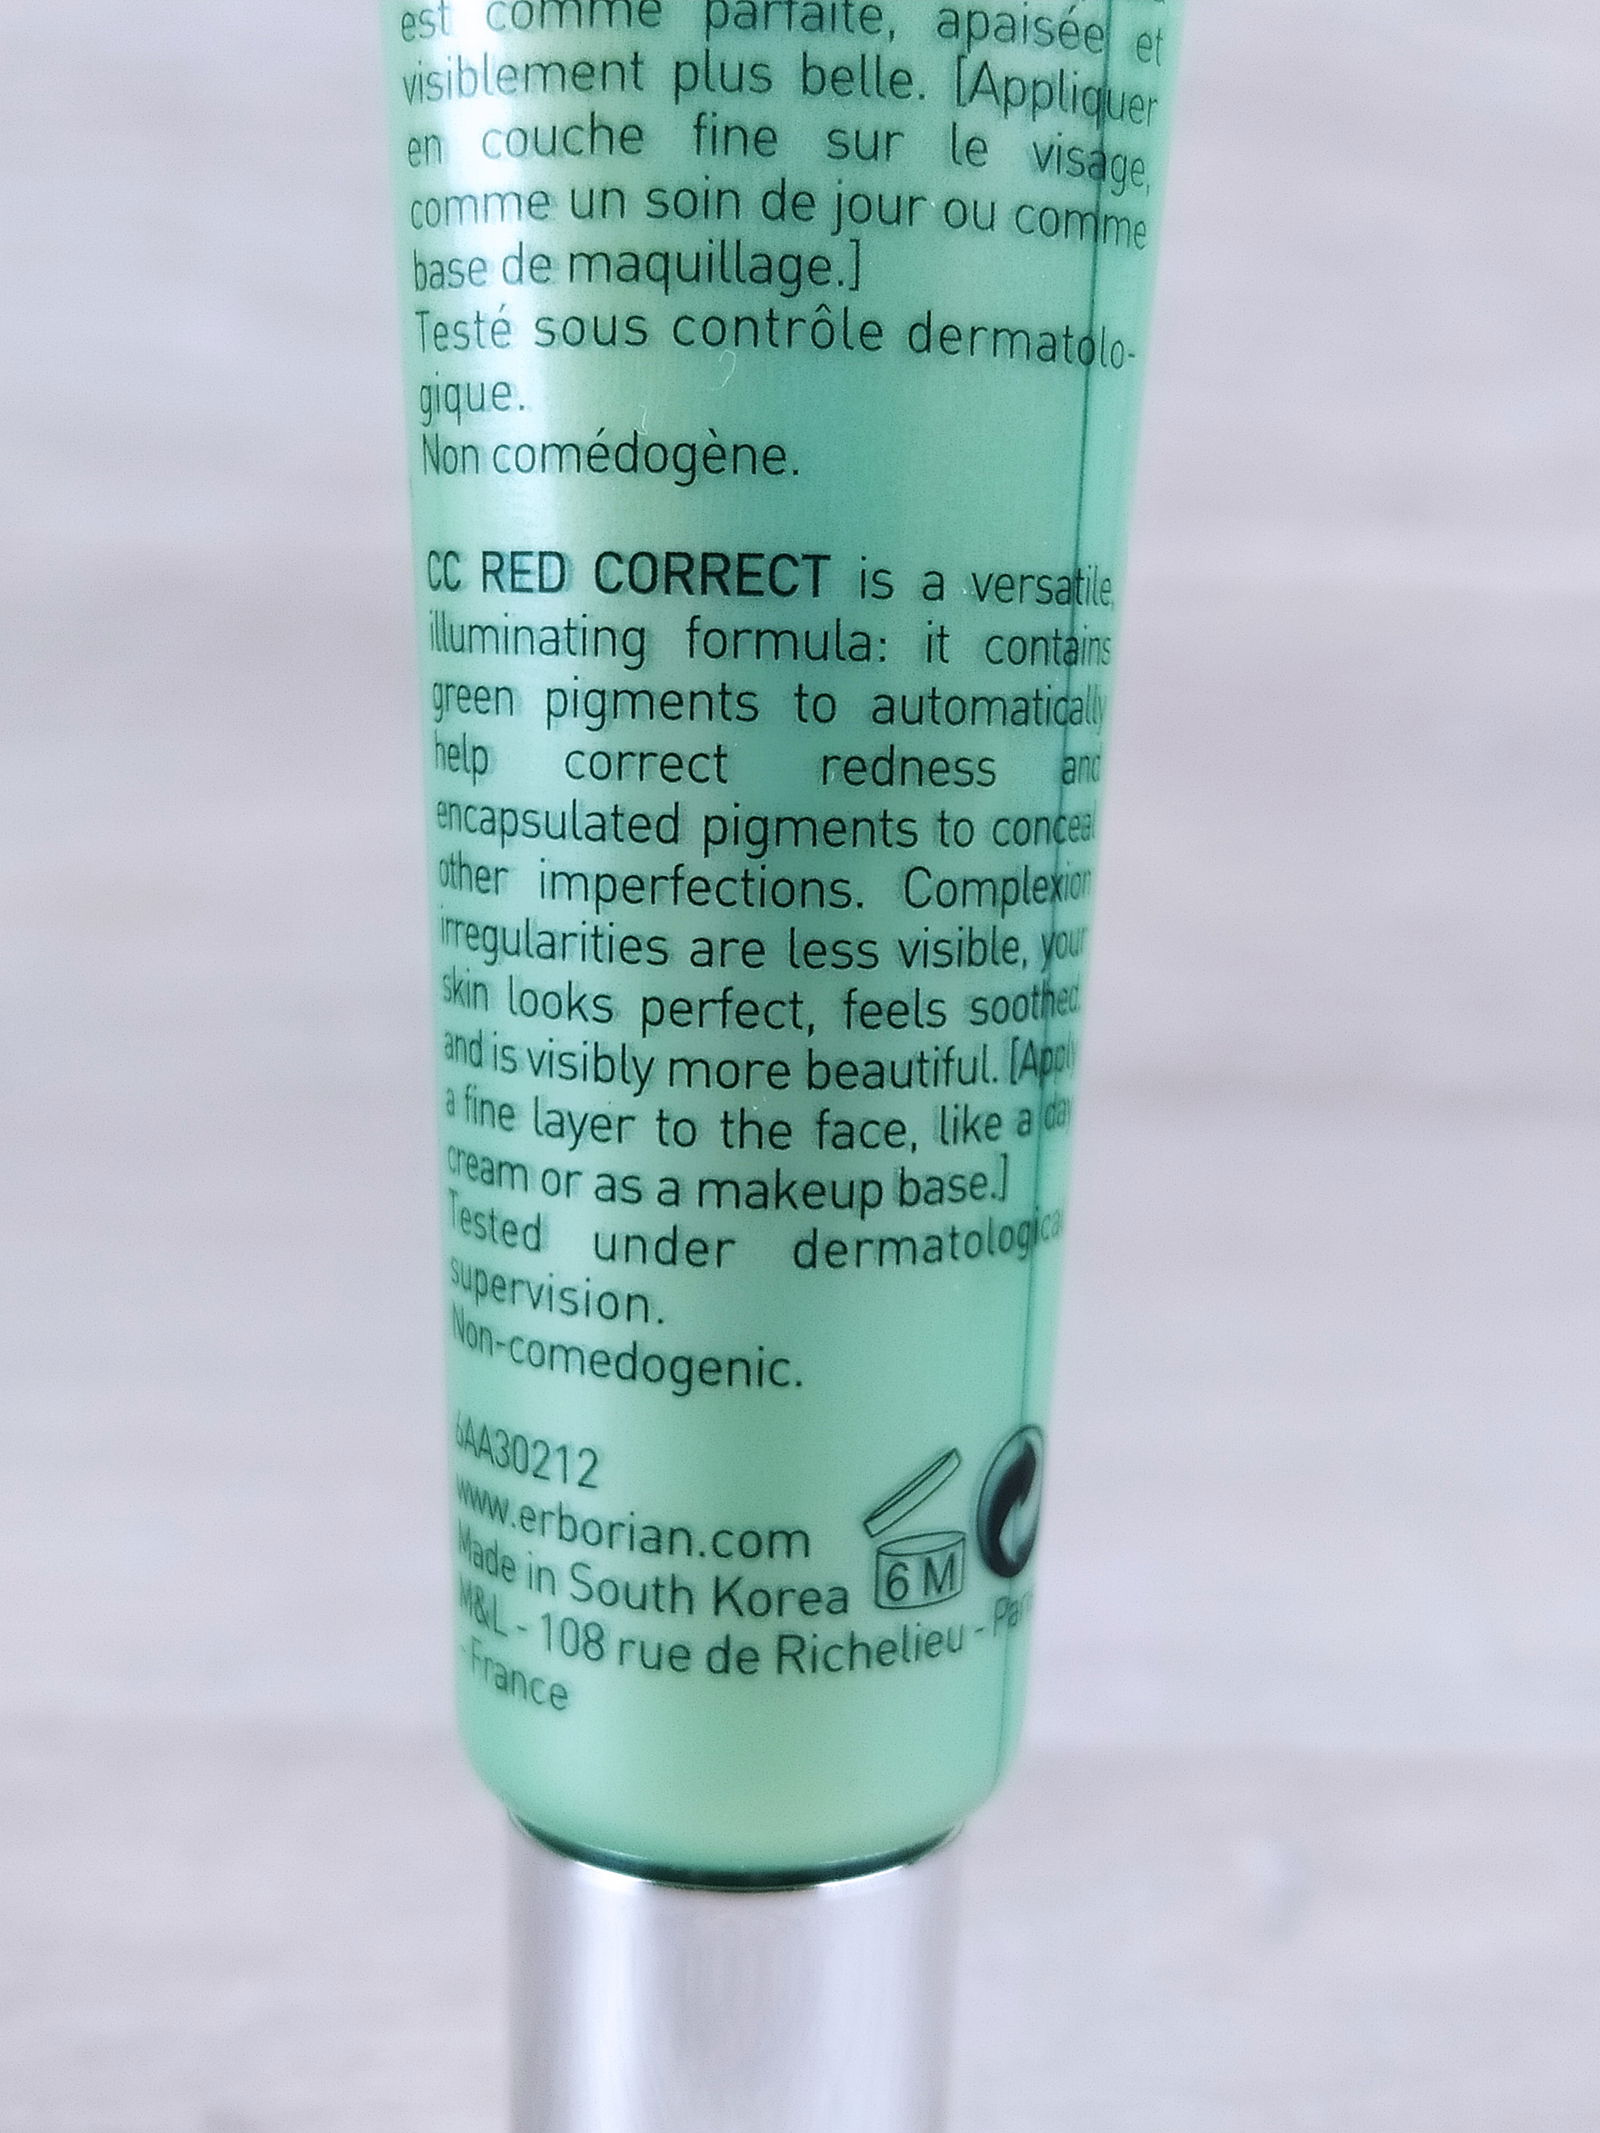 est comme parfaite, apaisée et
visiblement plus belle. [Appliquer
en couche fine sur le visage,
comme un soin de jour ou comme
base de maquillage.]
Testé sous contrôle dermatolo-
gique.
Non comédogène.
CC RED CORRECT is a versatile,
illuminating formula: it contains
green pigments to automatically
help correct redness and
encapsulated pigments to conceal
other imperfections. Complexion
irregularities are less visible, your
skin looks perfect, feels soothed
and is visibly more beautiful. [Apply
a fine layer to the face, like a day
cream or as a makeup base.]
Tested under dermatological
supervision.
Non-comedogenic.
6AA30212
www.erborian.com
Made in South Korea
6 M
M&L - 108 rue de Richelieu - Paris
- France